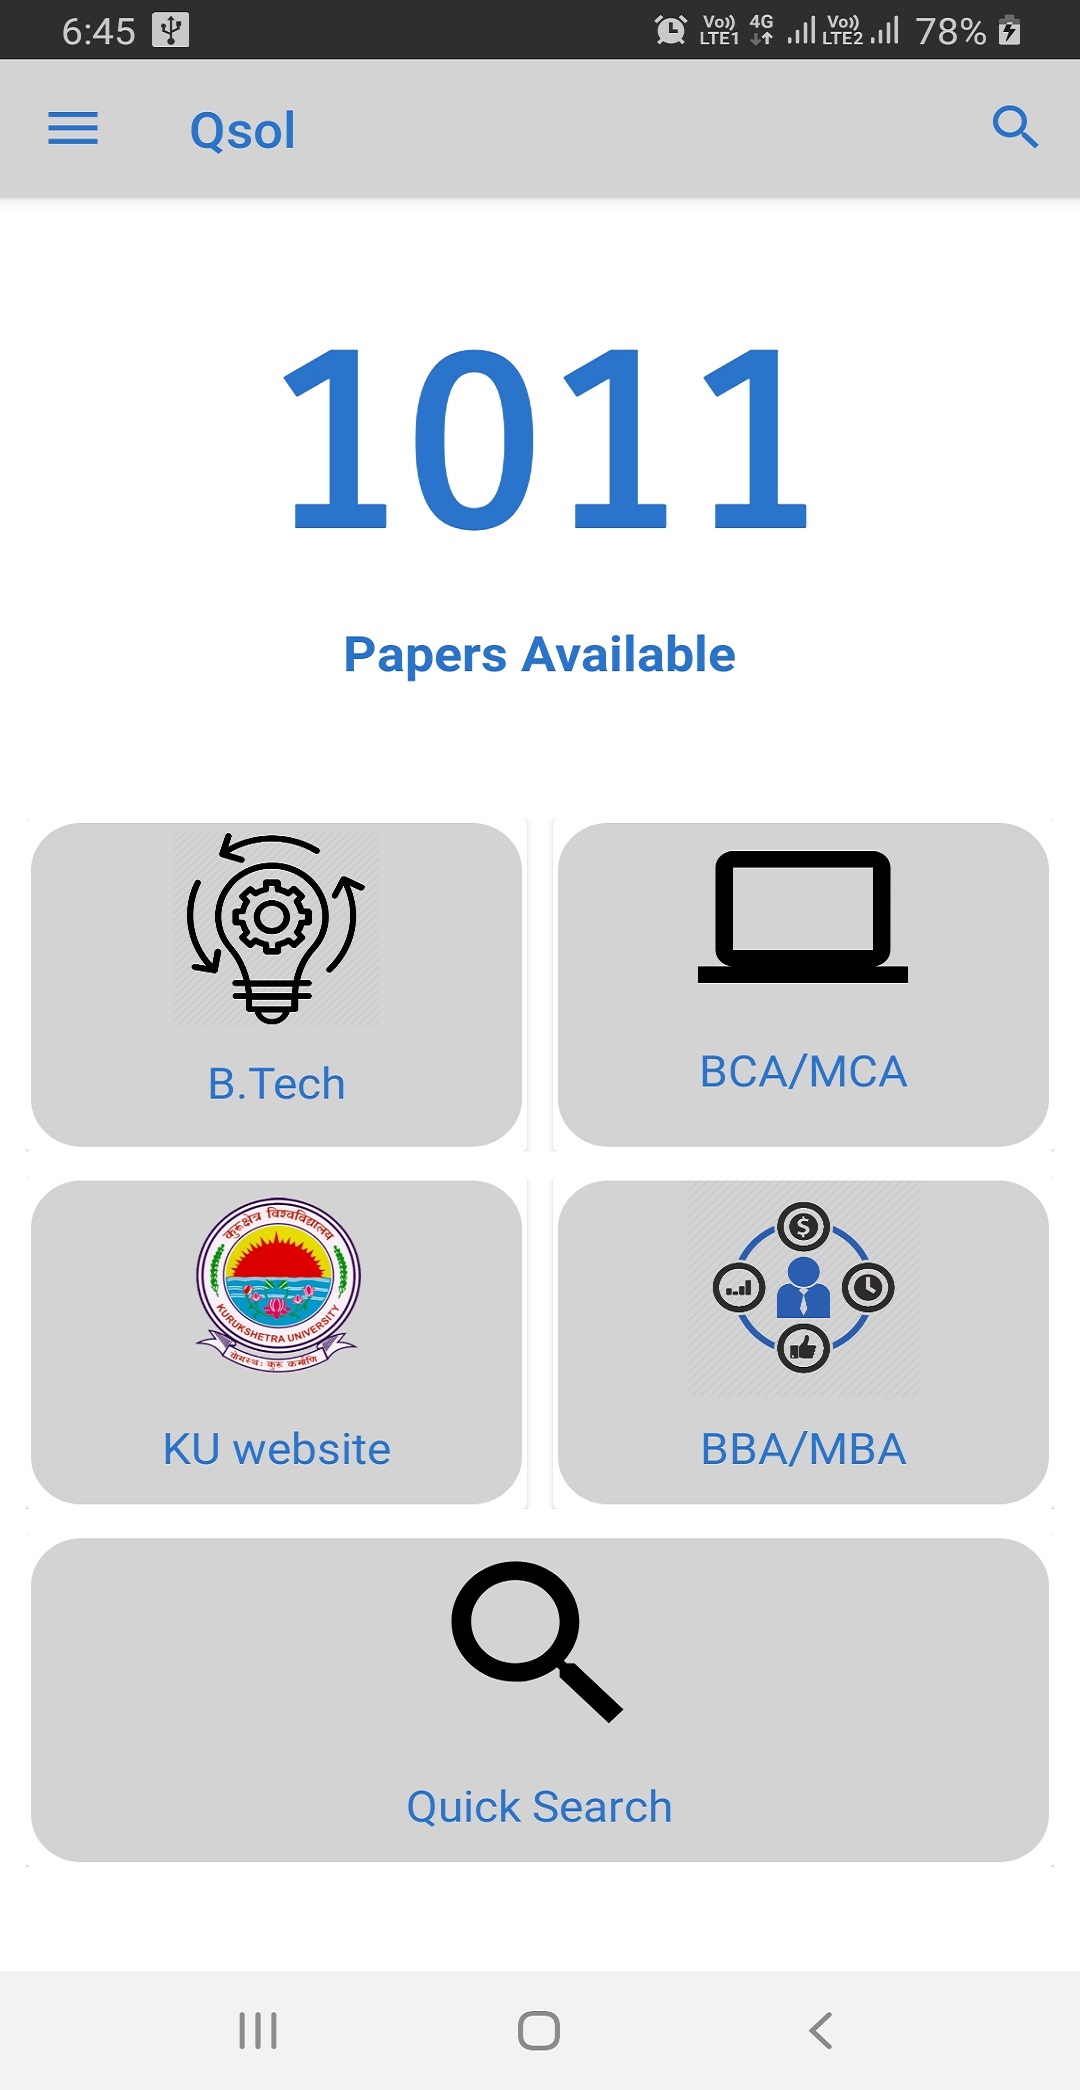 6:45 Vo)) LTE1 4G Vo)) LTE2 78%
Qsol
1011
Papers Available
B.Tech
BCA/MCA
कुरूक्षेत्र विश्वविद्यालय
KURUKSHETRA UNIVERSITY
योगस्थः कुरु कर्माणि
$
KU website
BBA/MBA
Quick Search